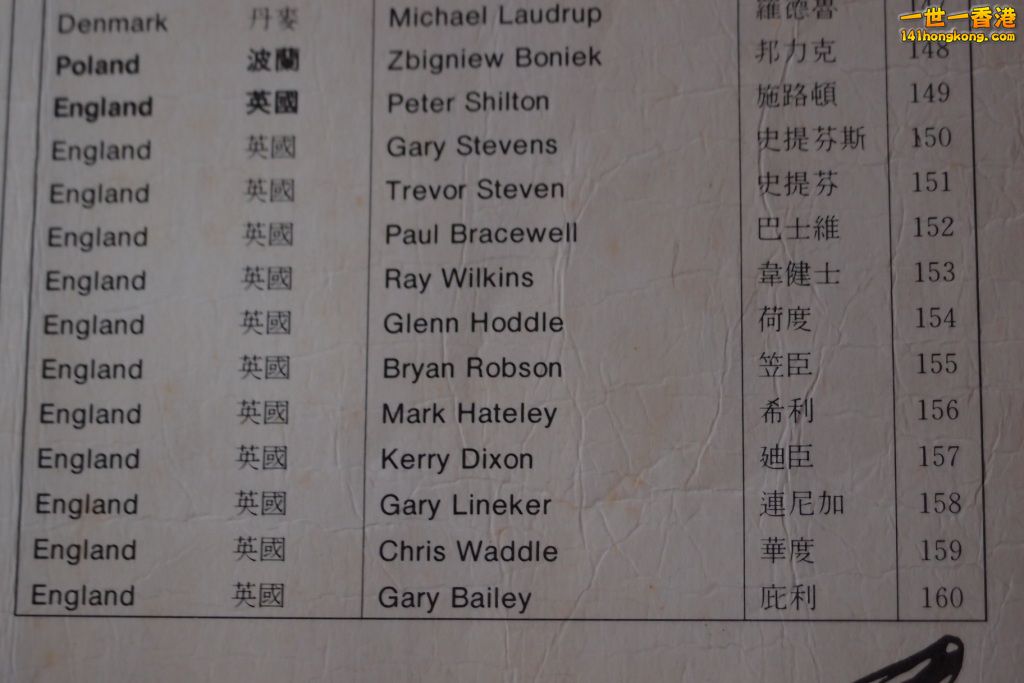 一世一香港
141hongkong.com
Denmark 丹麥 Michael Laudrup 羅德魯
Poland 波蘭 Zbigniew Boniek 邦力克 148
England 英國 Peter Shilton 施路頓 149
England 英國 Gary Stevens 史提芬斯 150
England 英國 Trevor Steven 史提芬 151
England 英國 Paul Bracewell 巴士維 152
England 英國 Ray Wilkins 韋健士 153
England 英國 Glenn Hoddle 荷度 154
England 英國 Bryan Robson 笠臣 155
England 英國 Mark Hateley 希利 156
England 英國 Kerry Dixon 廸臣 157
England 英國 Gary Lineker 連尼加 158
England 英國 Chris Waddle 華度 159
England 英國 Gary Bailey 庇利 160